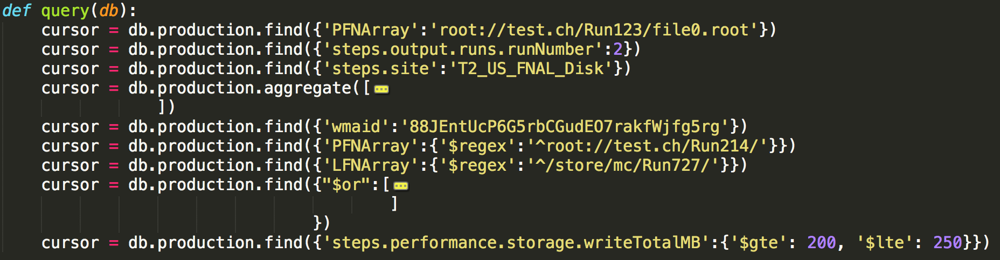 def query(db):
    cursor = db.production.find({'PFNArray':'root://test.ch/Run123/file0.root'})
    cursor = db.production.find({'steps.output.runs.runNumber':2})
    cursor = db.production.find({'steps.site':'T2_US_FNAL_Disk'})
    cursor = db.production.aggregate([
                ])
    cursor = db.production.find({'wmaid':'88JEntUcP6G5rbCGudEO7rakfWjfg5rg'})
    cursor = db.production.find({'PFNArray':{'$regex':'^root://test.ch/Run214/'}})
    cursor = db.production.find({'LFNArray':{'$regex':'^/store/mc/Run727/'}})
    cursor = db.production.find({"$or":[
                                        ]
                                })
    cursor = db.production.find({'steps.performance.storage.writeTotalMB':{'$gte': 200, '$lte': 250}})